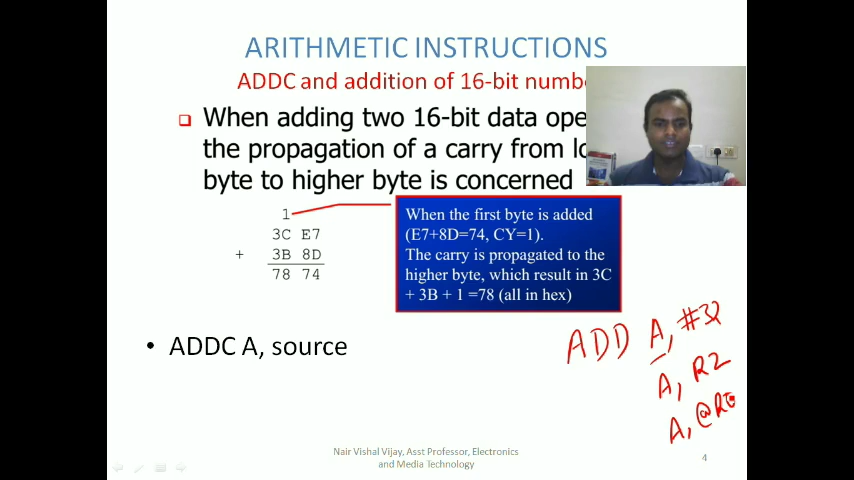 ARITHMETIC INSTRUCTIONS
ADDC and addition of 16-bit numbe
When adding two 16-bit data ope
the propagation of a carry from lo
byte to higher byte is concerned
1
3C E7
+ 3B 8D
78 74
When the first byte is added
(E7+8D=74, CY=1).
The carry is propagated to the
higher byte, which result in 3C
+ 3B + 1 =78 (all in hex)
• ADDC A, source
ADD A, #32
A, R2
A, @R0
Nair Vishal Vijay, Asst Professor, Electronics
and Media Technology
4